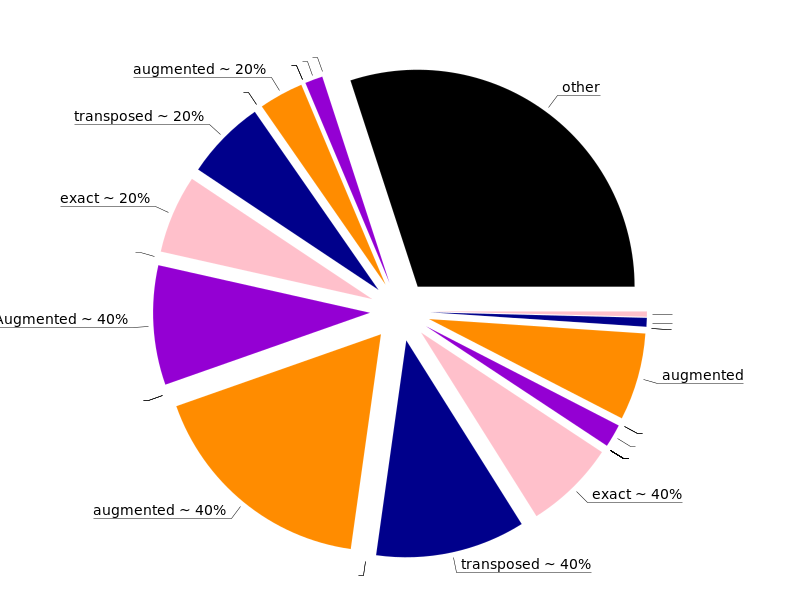 other
augmented ~ 20%
transposed ~ 20%
exact ~ 20%
Augmented ~ 40%
augmented ~ 40%
transposed ~ 40%
exact ~ 40%
augmented